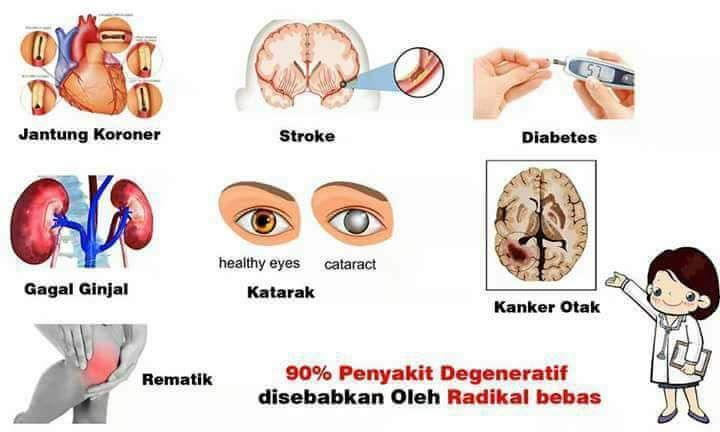 Jantung Koroner
Stroke
Diabetes
Gagal Ginjal
healthy eyes
cataract
Katarak
Kanker Otak
Rematik
90% Penyakit Degeneratif
disebabkan Oleh Radikal bebas